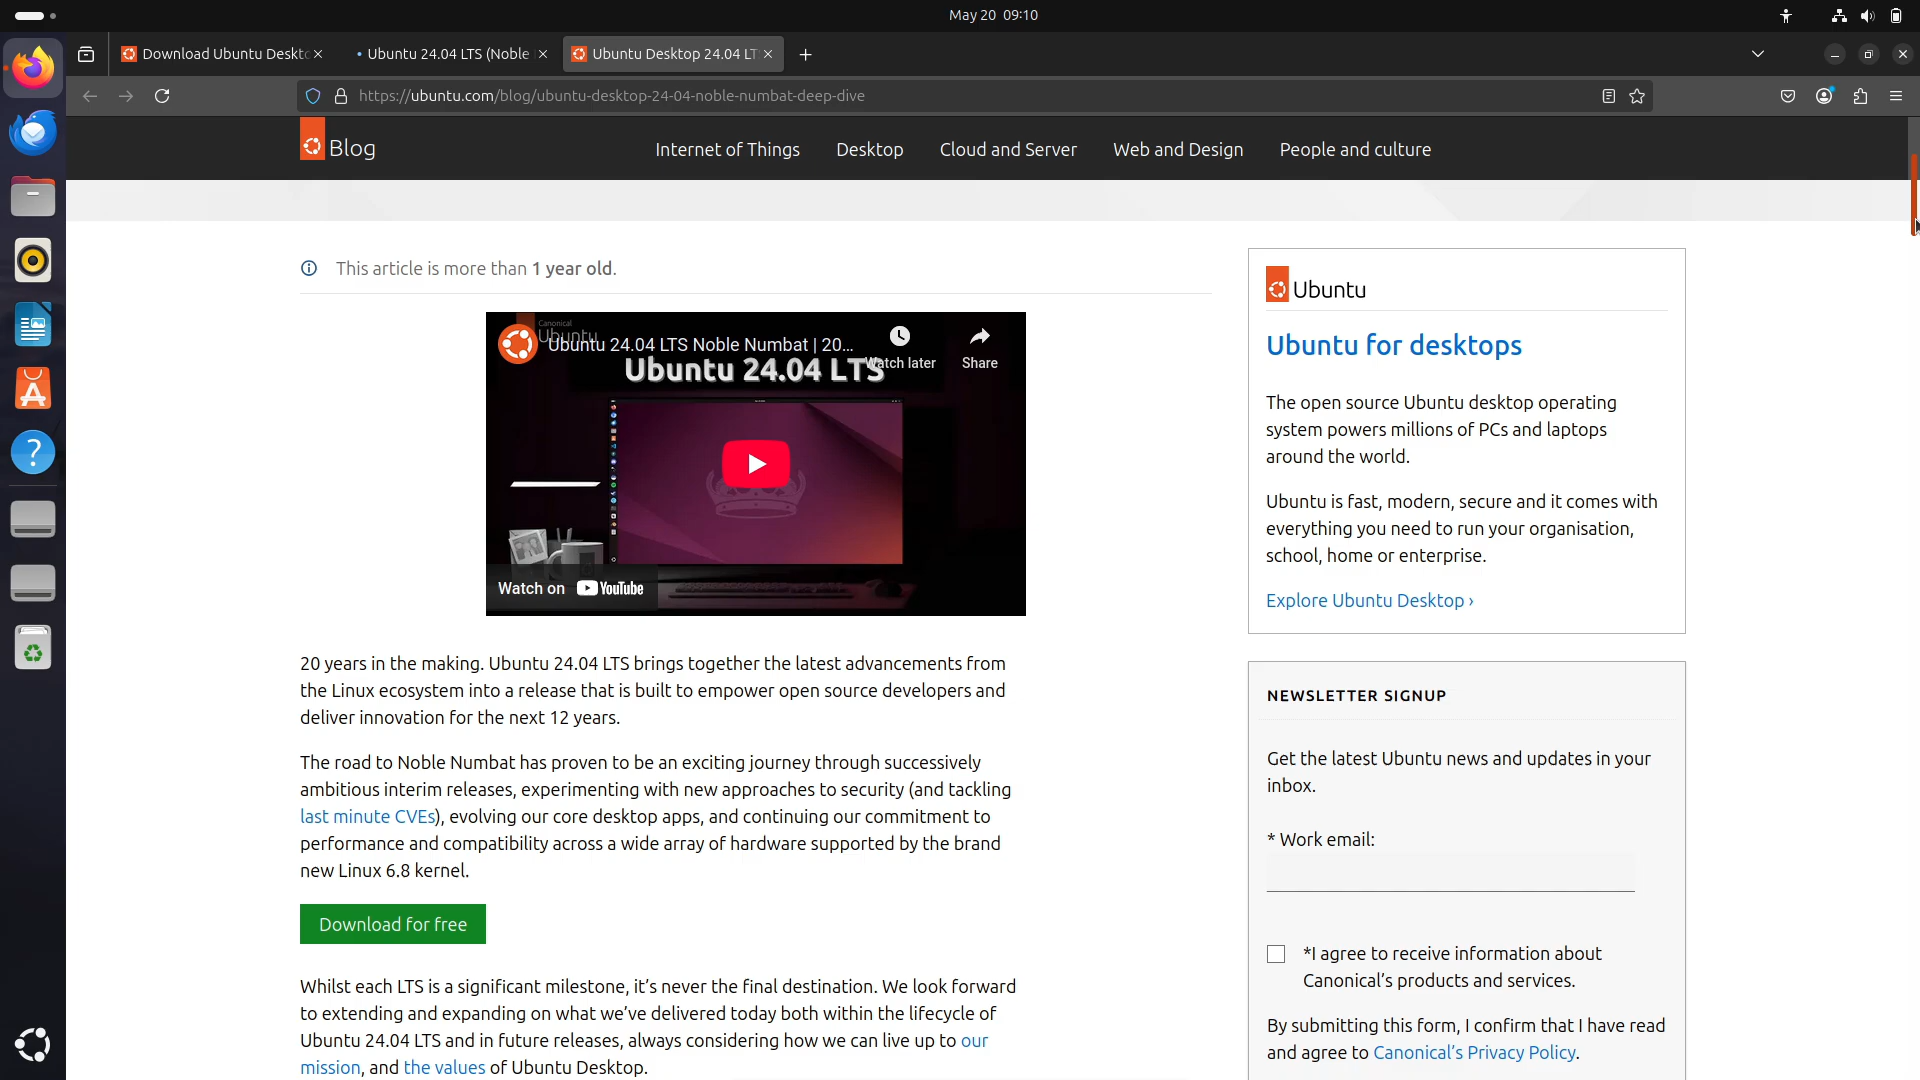 May 20 09:10
Download Ubuntu Deskto
Ubuntu 24.04 LTS (Noble
Ubuntu Desktop 24.04 LT
https://ubuntu.com/blog/ubuntu-desktop-24-04-noble-numbat-deep-dive
Blog
Internet of Things
Desktop
Cloud and Server
Web and Design
People and culture
This article is more than 1 year old.
Canonical
Ubuntu
Ubuntu 24.04 LTS Noble Numbat | 20...
Watch later
Share
Ubuntu 24.04 LTS
Watch on YouTube
20 years in the making. Ubuntu 24.04 LTS brings together the latest advancements from
the Linux ecosystem into a release that is built to empower open source developers and
deliver innovation for the next 12 years.
The road to Noble Numbat has proven to be an exciting journey through successively
ambitious interim releases, experimenting with new approaches to security (and tackling
last minute CVEs), evolving our core desktop apps, and continuing our commitment to
performance and compatibility across a wide array of hardware supported by the brand
new Linux 6.8 kernel.
Download for free
Whilst each LTS is a significant milestone, it's never the final destination. We look forward
to extending and expanding on what we've delivered today both within the lifecycle of
Ubuntu 24.04 LTS and in future releases, always considering how we can live up to our
mission, and the values of Ubuntu Desktop.
Ubuntu
Ubuntu for desktops
The open source Ubuntu desktop operating
system powers millions of PCs and laptops
around the world.
Ubuntu is fast, modern, secure and it comes with
everything you need to run your organisation,
school, home or enterprise.
Explore Ubuntu Desktop ›
NEWSLETTER SIGNUP
Get the latest Ubuntu news and updates in your
inbox.
* Work email:
*I agree to receive information about
Canonical's products and services.
By submitting this form, I confirm that I have read
and agree to Canonical's Privacy Policy.